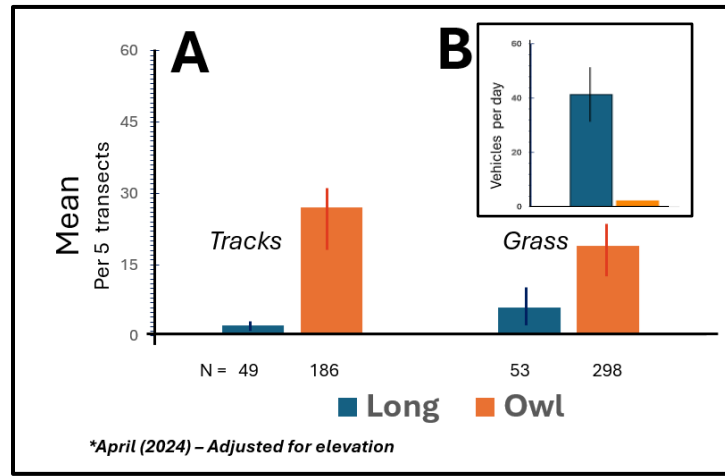 A
B
60
45
30
15
0
Mean
Per 5 transects
Tracks
Grass
60
40
20
0
Vehicles per day
N = 49 186 53 298
Long Owl
*April (2024) – Adjusted for elevation